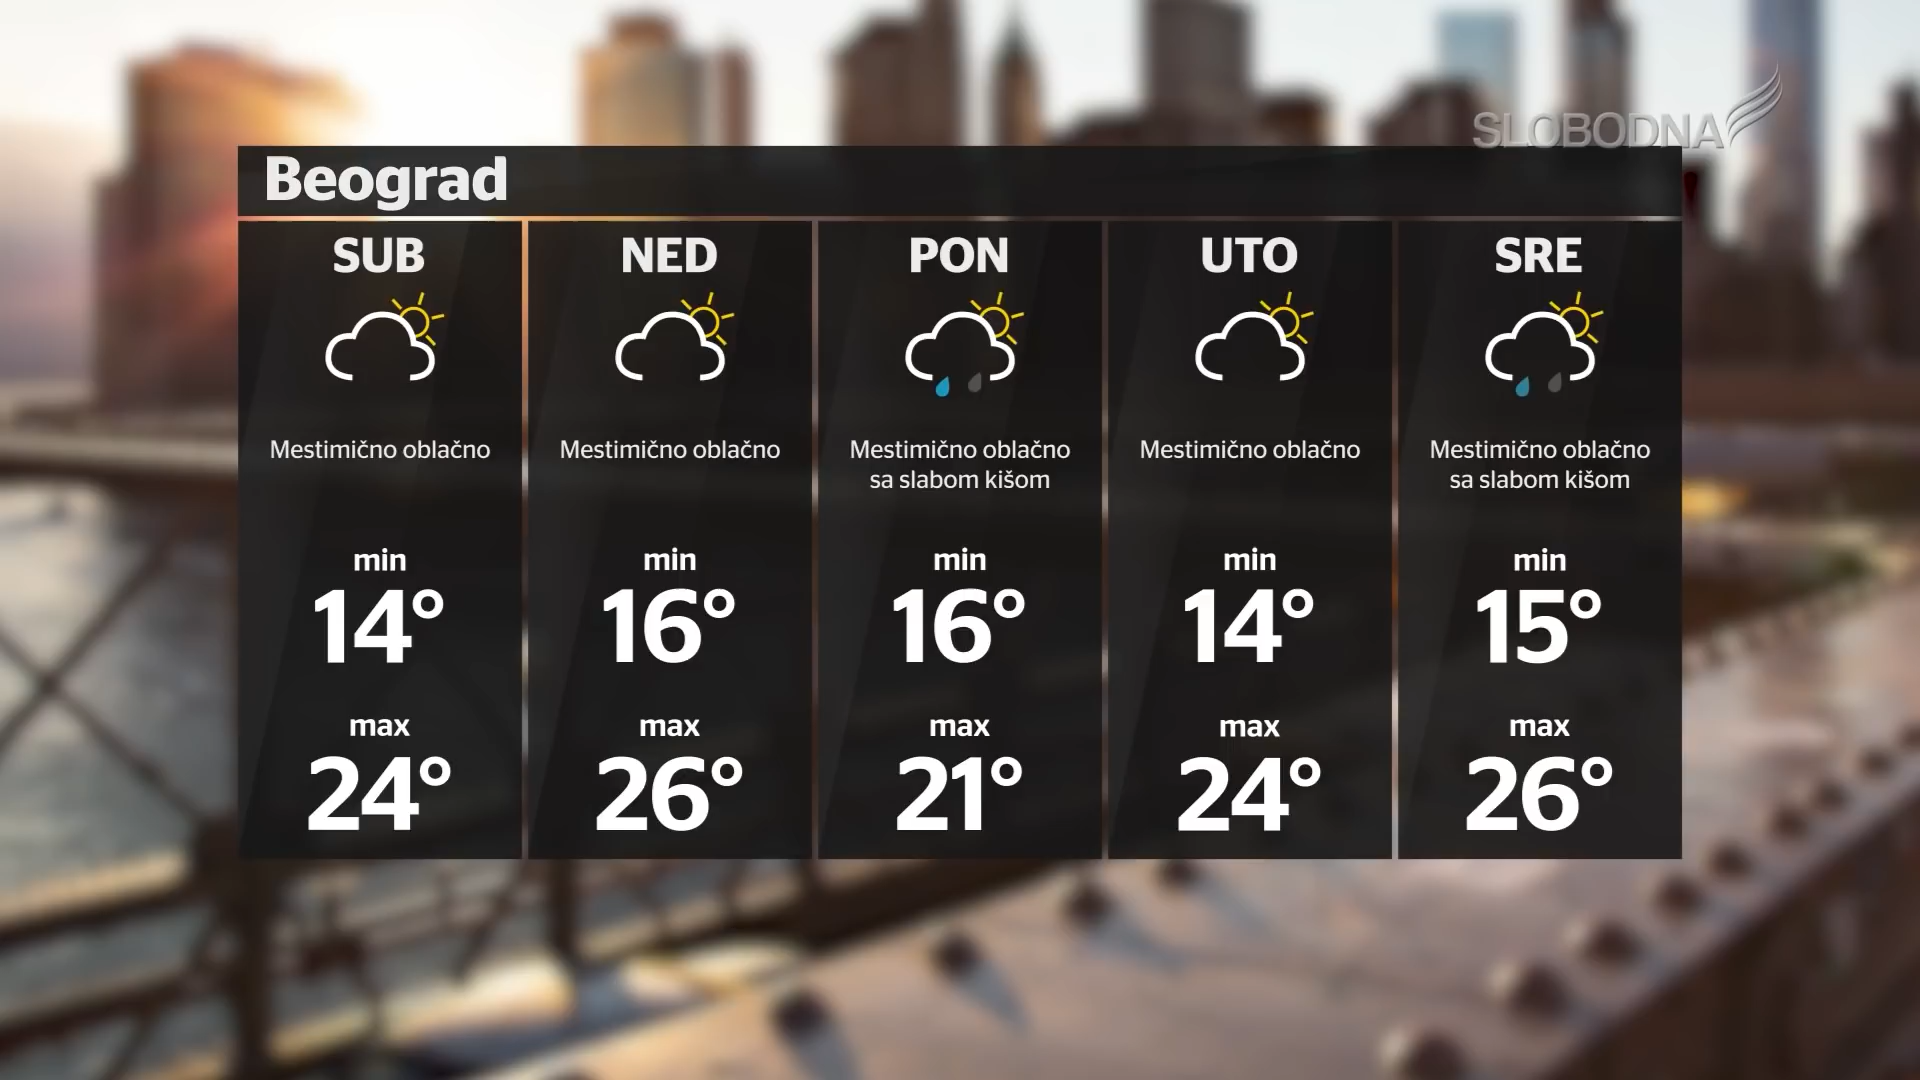 SLOBODNA
Beograd
SUB
Mestimično oblačno
min
14°
max
24°
NED
Mestimično oblačno
min
16°
max
26°
PON
Mestimično oblačno
sa slabom kišom
min
16°
max
21°
UTO
Mestimično oblačno
min
14°
max
24°
SRE
Mestimično oblačno
sa slabom kišom
min
15°
max
26°